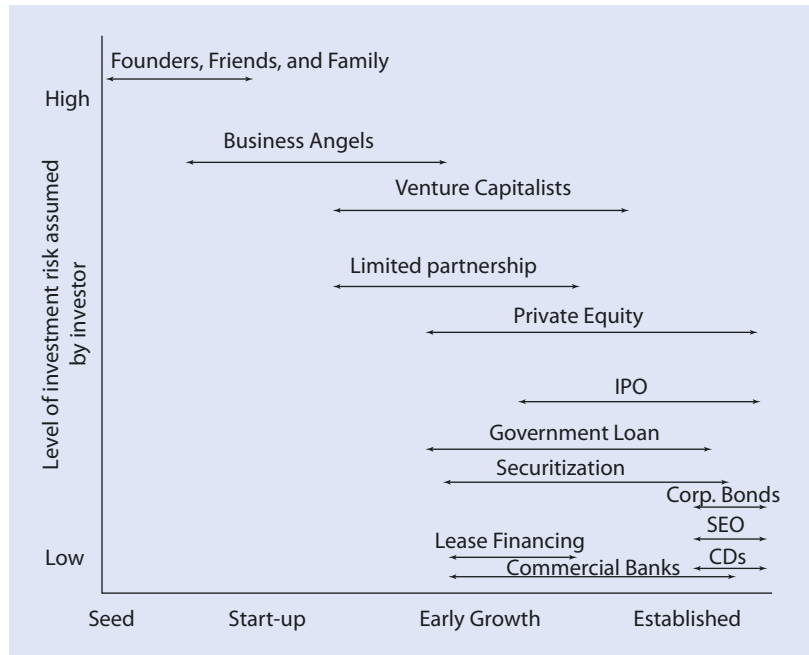 Founders, Friends, and Family
High
Business Angels
Venture Capitalists
Level of investment risk assumed
by investor
Limited partnership
Private Equity
IPO
Government Loan
Securitization
Corp. Bonds
SEO
Lease Financing
Low
CDs
Commercial Banks
Seed
Start-up
Early Growth
Established